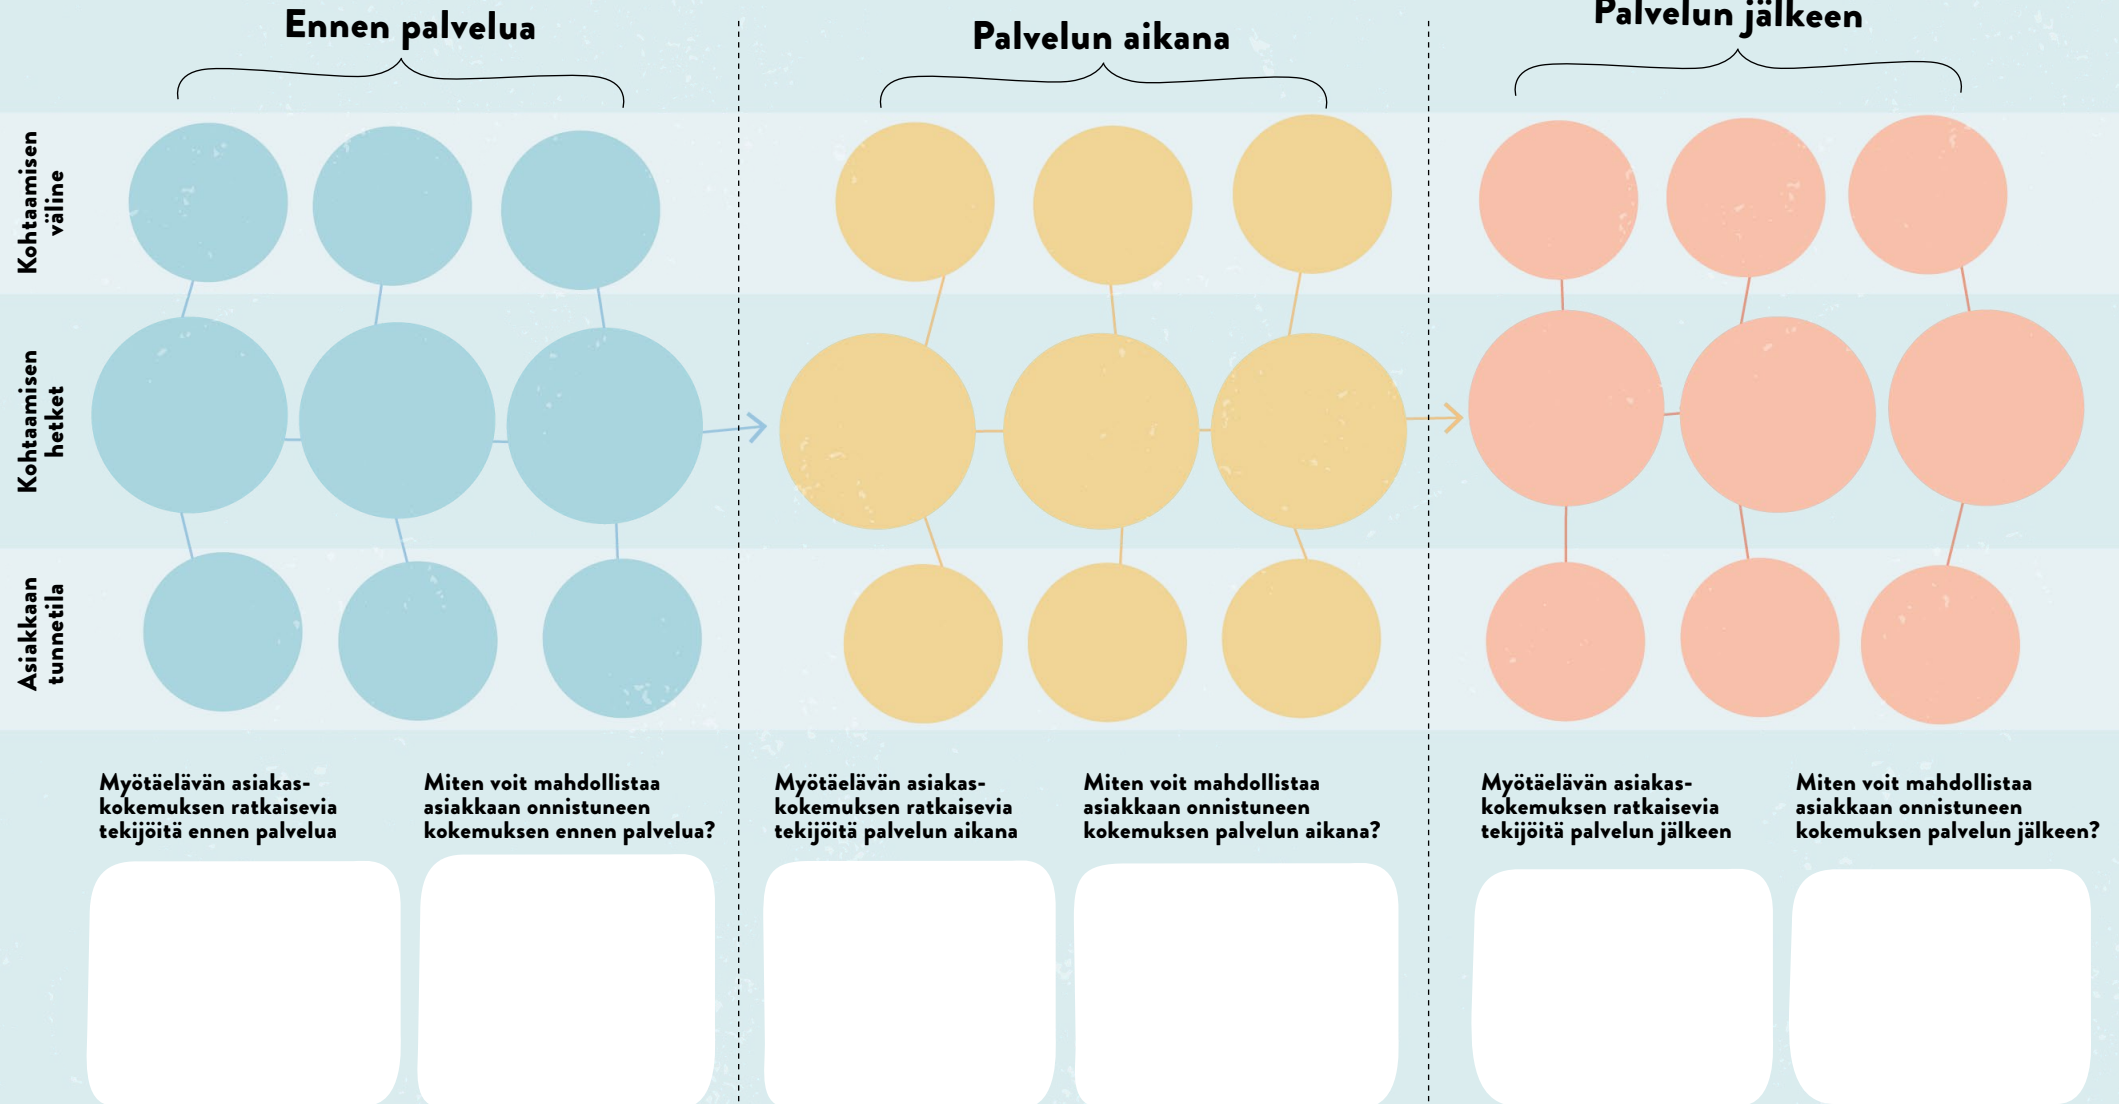 Ennen palvelua
Palvelun aikana
Palvelun jälkeen
Kohtaamisen
väline
Kohtaamisen
hetket
Asiakkaan
tunnetila
Myötäelävän asiakas-
kokemuksen ratkaisevia
tekijöitä ennen palvelua
Miten voit mahdollistaa
asiakkaan onnistuneen
kokemuksen ennen palvelua?
Myötäelävän asiakas-
kokemuksen ratkaisevia
tekijöitä palvelun aikana
Miten voit mahdollistaa
asiakkaan onnistuneen
kokemuksen palvelun aikana?
Myötäelävän asiakas-
kokemuksen ratkaisevia
tekijöitä palvelun jälkeen
Miten voit mahdollistaa
asiakkaan onnistuneen
kokemuksen palvelun jälkeen?